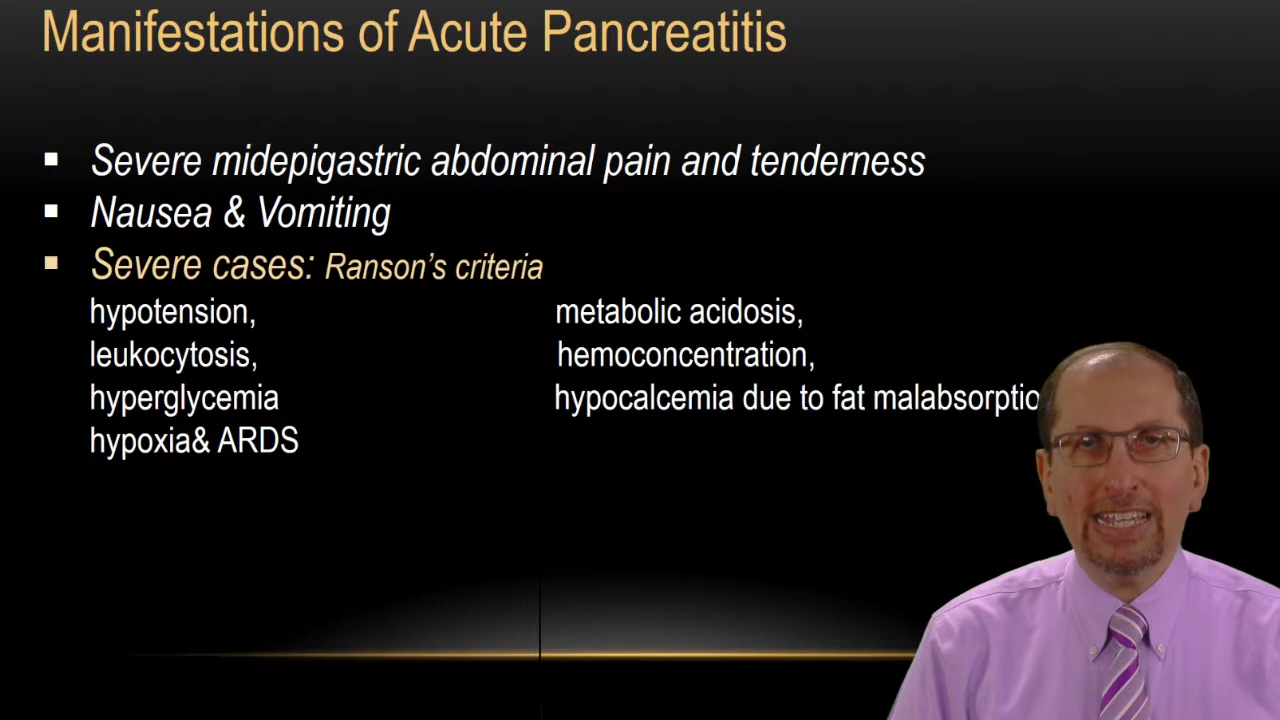 Manifestations of Acute Pancreatitis
Severe midepigastric abdominal pain and tenderness
Nausea & Vomiting
Severe cases: Ranson's criteria
hypotension, metabolic acidosis,
leukocytosis, hemoconcentration,
hyperglycemia hypocalcemia due to fat malabsorptio
hypoxia& ARDS